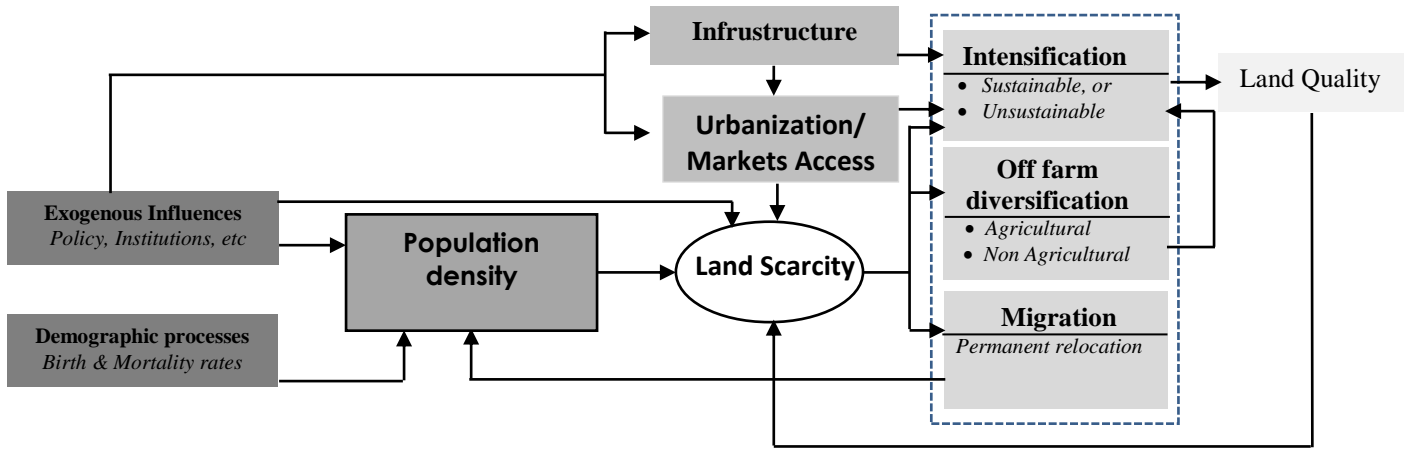 Infrustructure
Urbanization/
Markets Access
Intensification
• Sustainable, or
• Unsustainable
Land Quality
Off farm
diversification
• Agricultural
• Non Agricultural
Exogenous Influences
Policy, Institutions, etc
Population
density
Land Scarcity
Migration
Permanent relocation
Demographic processes
Birth & Mortality rates